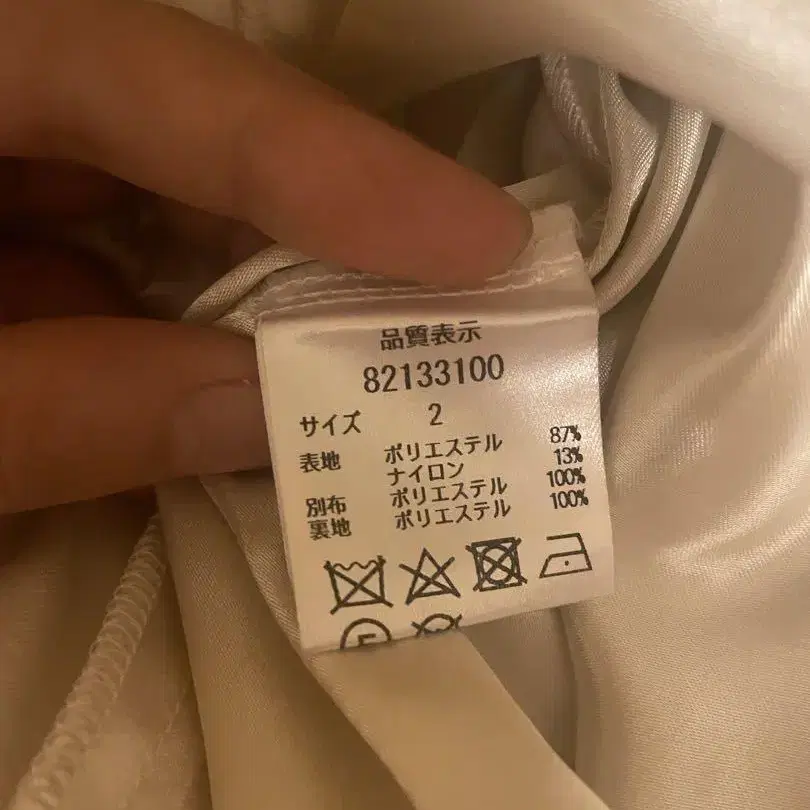 品質表示
82133100
サイズ 2
表地 ポリエステル 87%
ナイロン 13%
別布 ポリエステル 100%
裏地 ポリエステル 100%